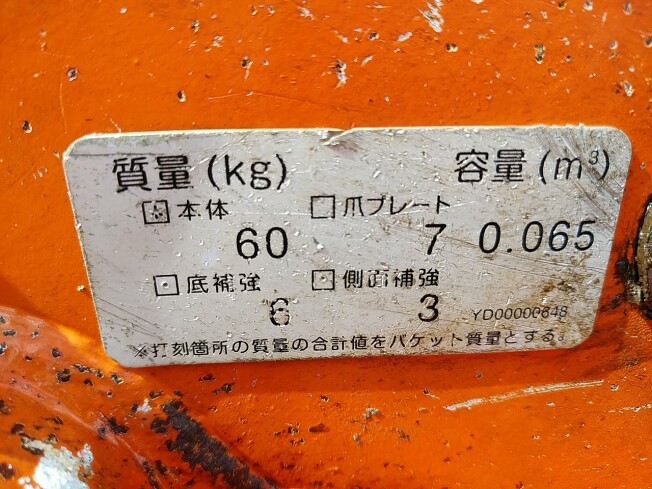 質量(kg) 容量(m³)
本体 爪プレート
60 7 0.065
底補強 側面補強
6 3 YD00000648
※打刻箇所の質量の合計値をバケット質量とする。